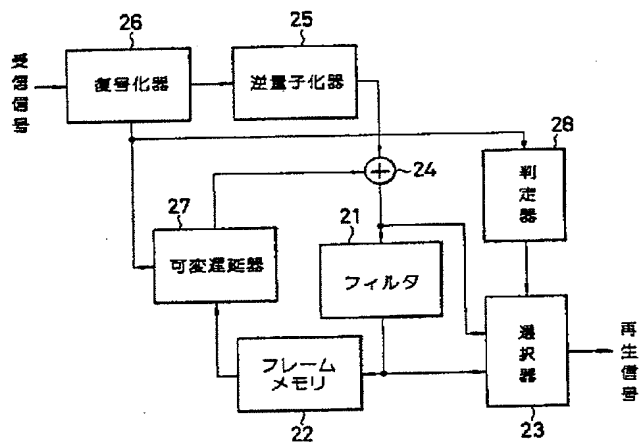 26
25
受信信号
復号化器
逆量子化器
28
24
判定器
27
21
可変遅延器
フィルタ
選択器
再生信号
フレーム
メモリ
22
23